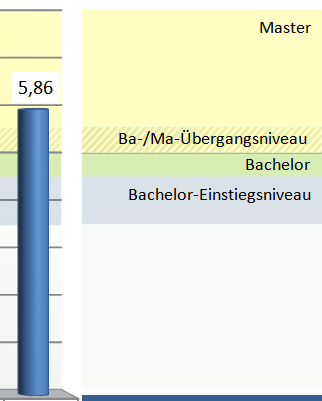 Master
5,86
Ba-/Ma-Übergangsniveau
Bachelor
Bachelor-Einstiegsniveau